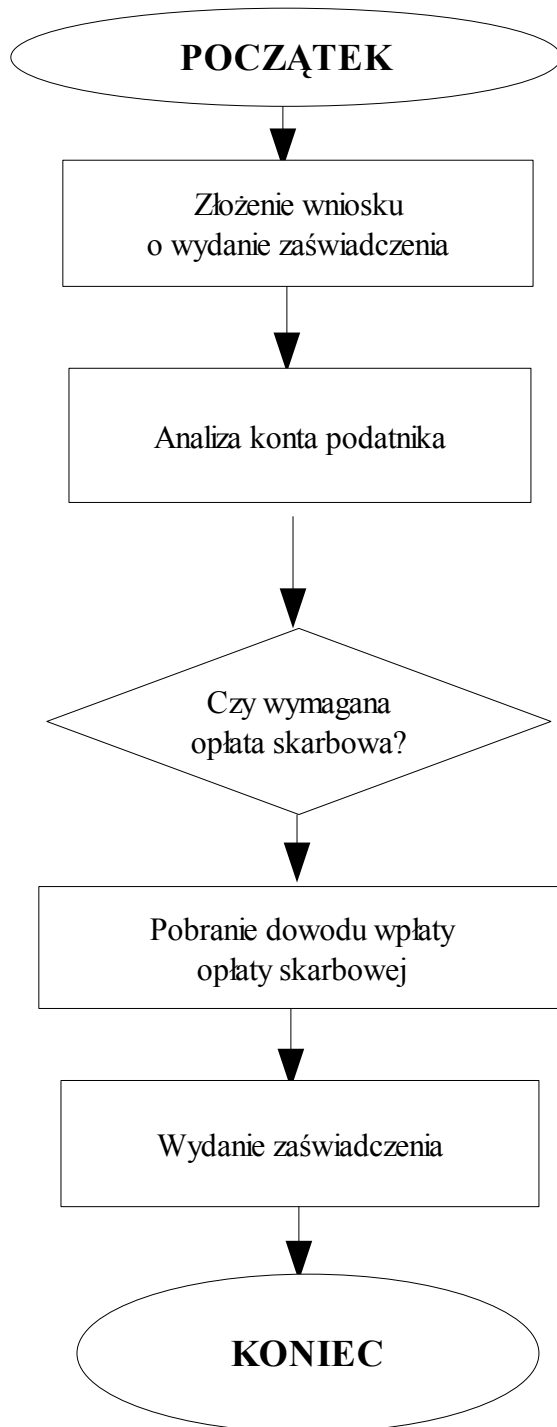 POCZĄTEK
Złożenie wniosku
o wydanie zaświadczenia
Analiza konta podatnika
Czy wymagana
opłata skarbowa?
Pobranie dowodu wpłaty
opłaty skarbowej
Wydanie zaświadczenia
KONIEC